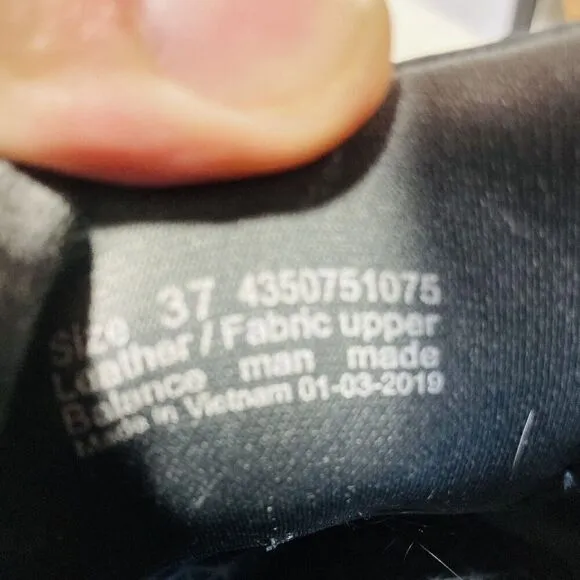 Size 37 4350751075
Leather / Fabric upper
Balance man made
Made in Vietnam 01-03-2019